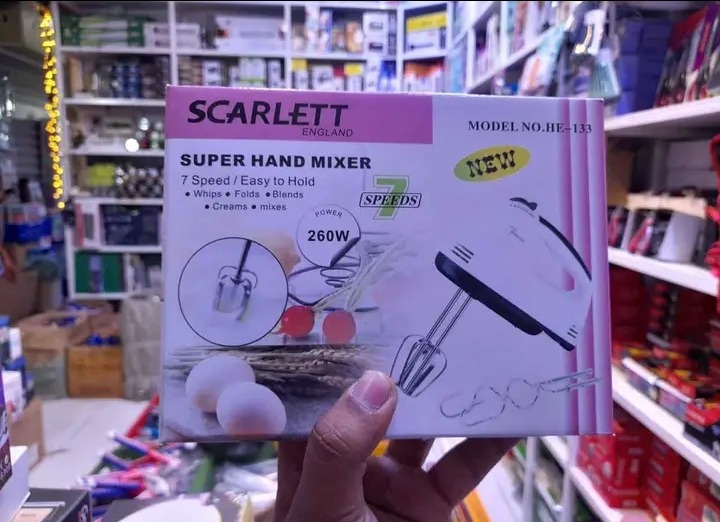 SCARLETT
ENGLAND
MODEL NO.HE-133
SUPER HAND MIXER
NEW
7 Speed / Easy to Hold
• Whips • Folds • Blends
• Creams • mixes
7
SPEEDS
POWER
260W